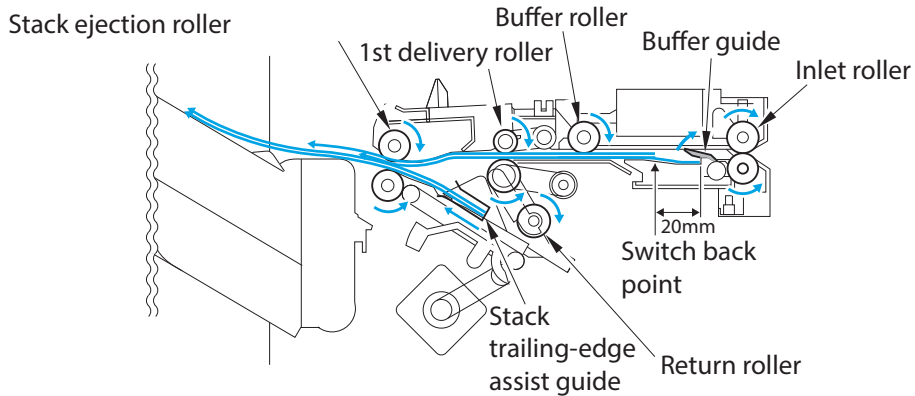 Stack ejection roller
1st delivery roller
Buffer roller
Buffer guide
Inlet roller
20mm
Switch back
point
Stack
trailing-edge
assist guide
Return roller